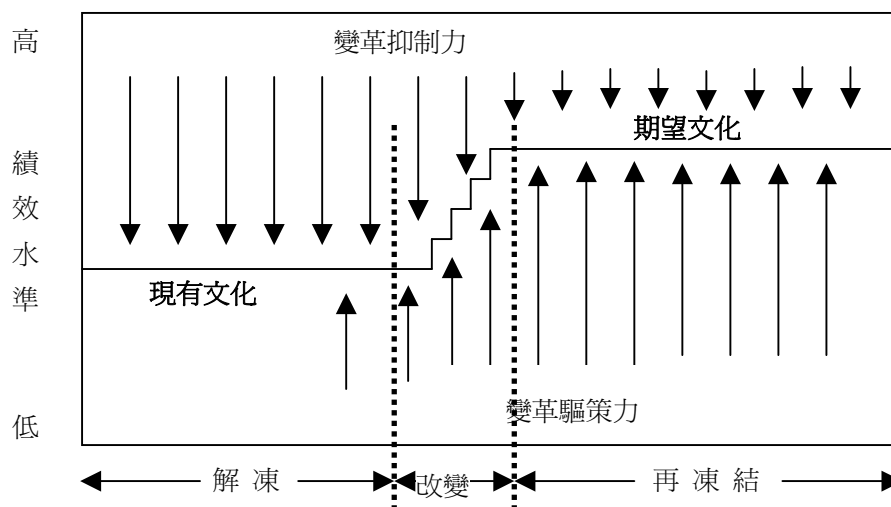 高
績
效
水
準
低
變革抑制力
期望文化
現有文化
變革驅策力
解凍
改變
再凍結